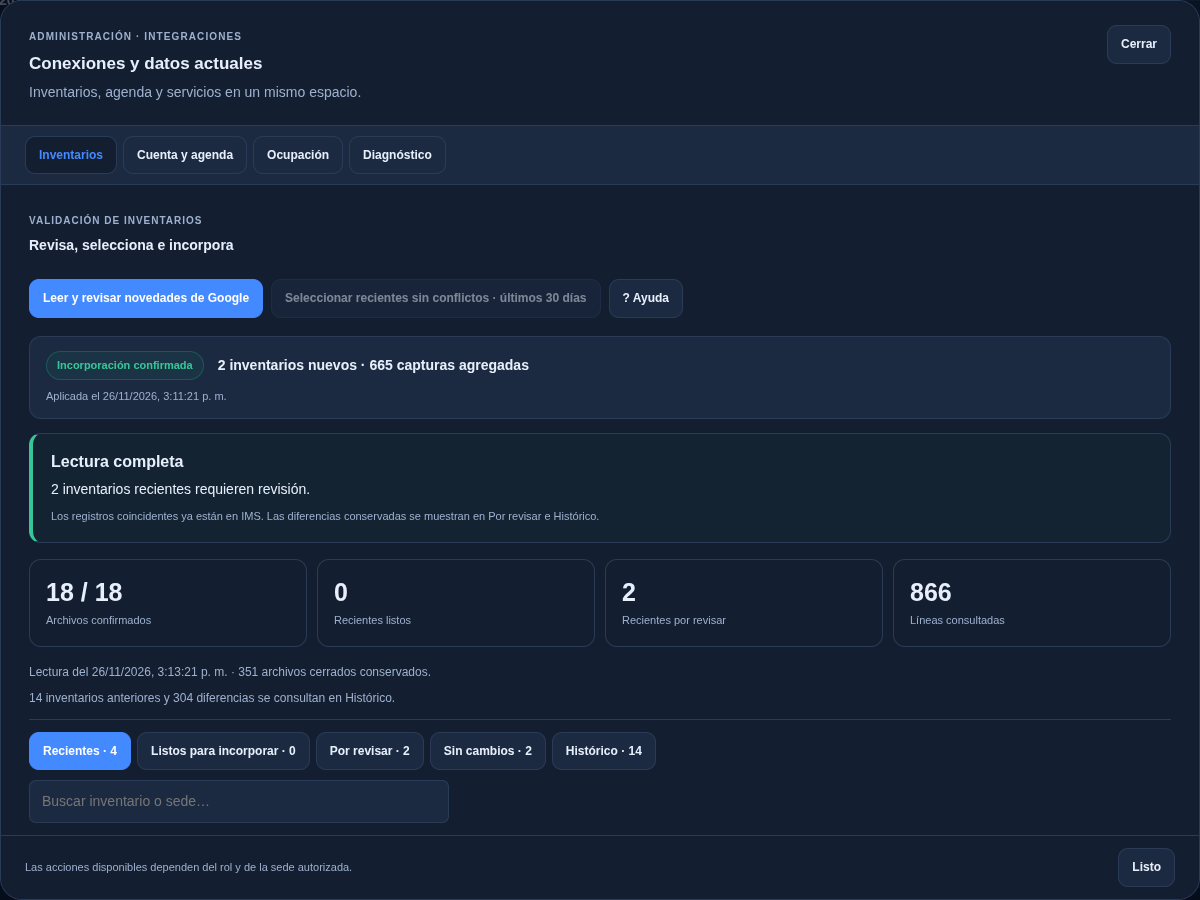 ADMINISTRACIÓN · INTEGRACIONES
Conexiones y datos actuales
Inventarios, agenda y servicios en un mismo espacio.
Cerrar
Inventarios
Cuenta y agenda
Ocupación
Diagnóstico
VALIDACIÓN DE INVENTARIOS
Revisa, selecciona e incorpora
Leer y revisar novedades de Google
Seleccionar recientes sin conflictos · últimos 30 días
? Ayuda
Incorporación confirmada
2 inventarios nuevos · 665 capturas agregadas
Aplicada el 26/11/2026, 3:11:21 p. m.
Lectura completa
2 inventarios recientes requieren revisión.
Los registros coincidentes ya están en IMS. Las diferencias conservadas se muestran en Por revisar e Histórico.
18 / 18
Archivos confirmados
0
Recientes listos
2
Recientes por revisar
866
Líneas consultadas
Lectura del 26/11/2026, 3:13:21 p. m. · 351 archivos cerrados conservados.
14 inventarios anteriores y 304 diferencias se consultan en Histórico.
Recientes · 4
Listos para incorporar · 0
Por revisar · 2
Sin cambios · 2
Histórico · 14
Buscar inventario o sede…
Las acciones disponibles dependen del rol y de la sede autorizada.
Listo